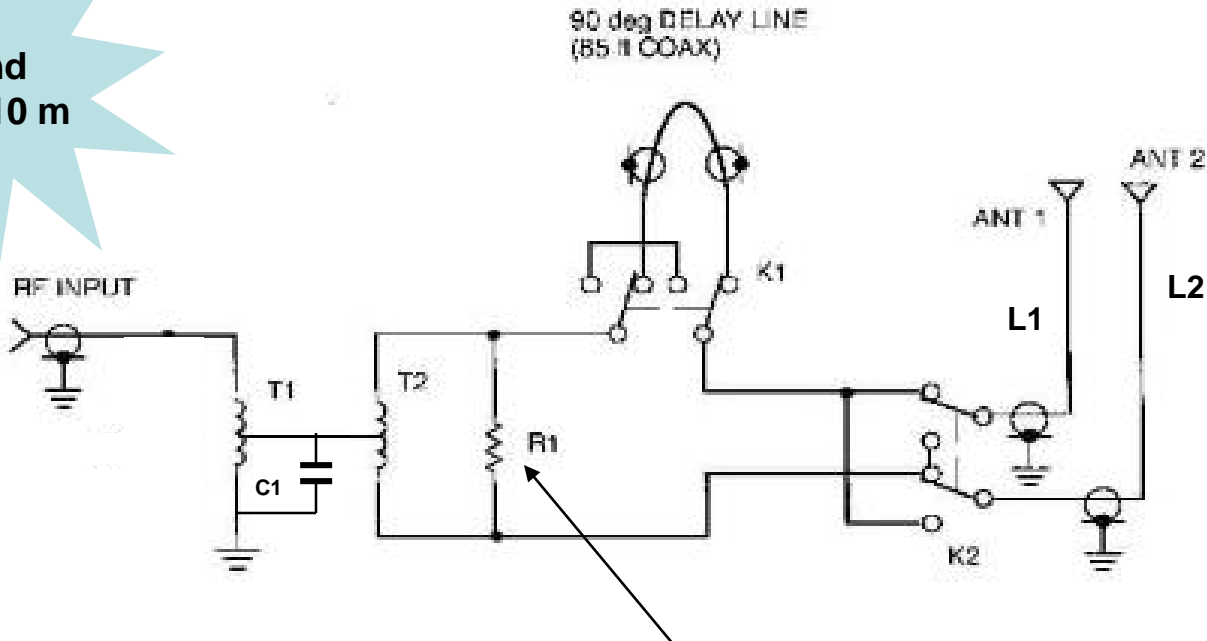 90 deg DELAY LINE
(85 ft COAX)
nd
10 m
ANT 2
ANT 1
K1
RF INPUT
L2
L1
T1
T2
R1
C1
K2